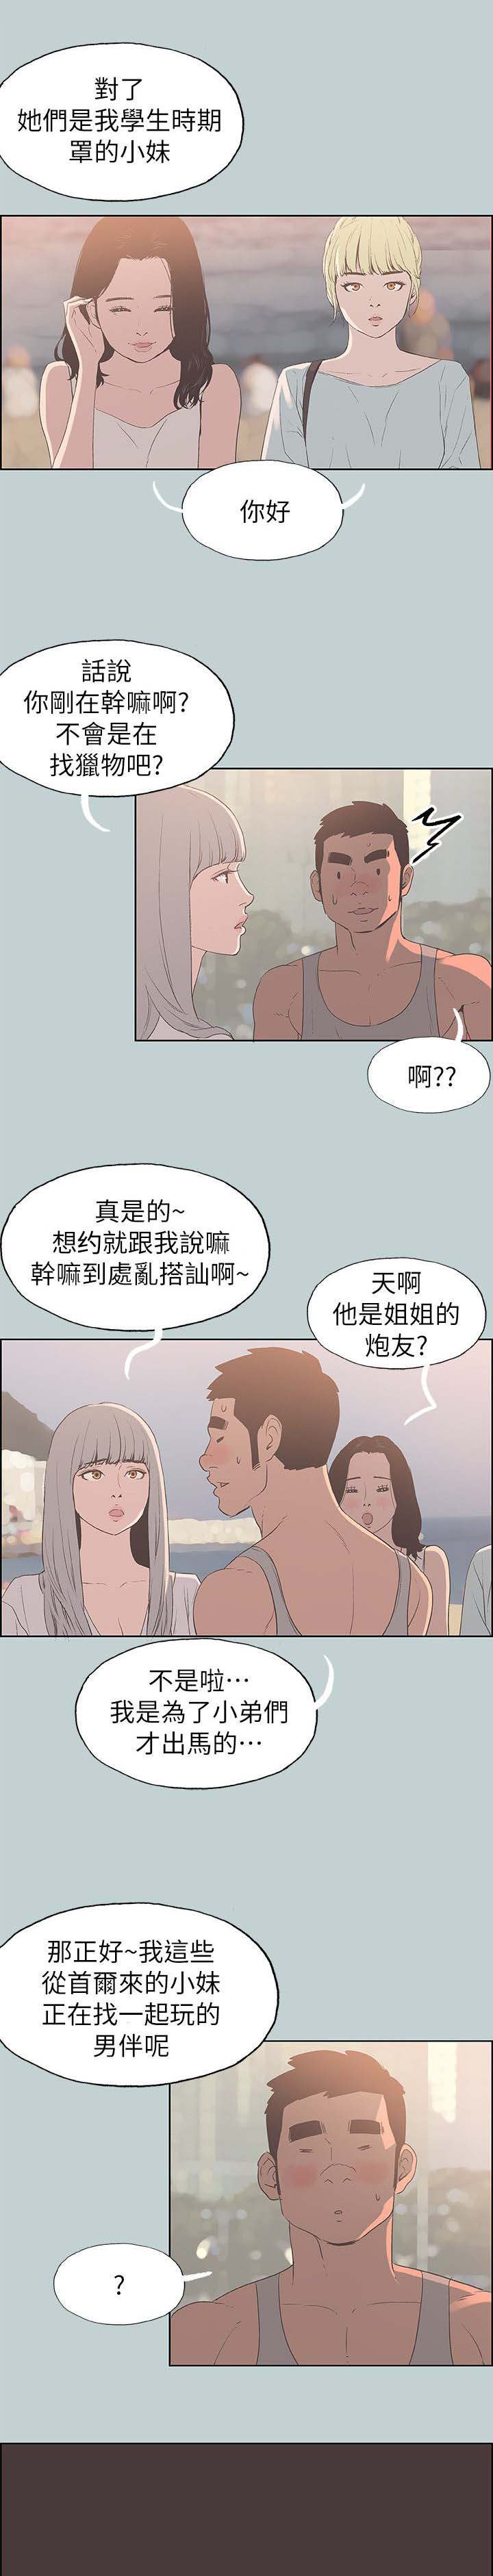 對了
她們是我學生時期
罩的小妹
你好
話說
你剛在幹嘛啊?
不會是在
找獵物吧?
啊??
真是的~
想约就跟我說嘛
幹嘛到處亂搭訕啊~
天啊
他是姐姐的
炮友?
不是啦…
我是為了小弟們
才出馬的…
那正好~我這些
從首爾來的小妹
正在找一起玩的
男伴呢
?